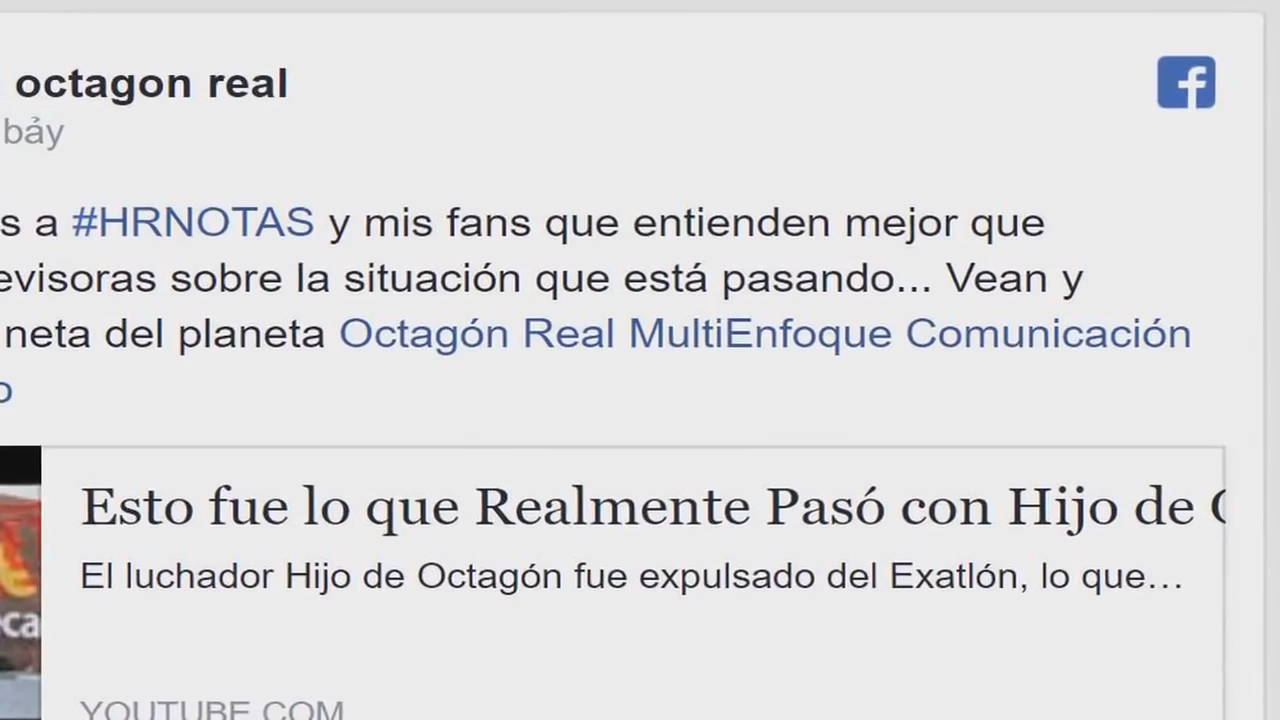 octagon real
bảy
s a #HRNOTAS y mis fans que entienden mejor que
evisoras sobre la situación que está pasando... Vean y
neta del planeta Octagón Real MultiEnfoque Comunicación
o
Esto fue lo que Realmente Pasó con Hijo de
El luchador Hijo de Octagón fue expulsado del Exatlón, lo que...
ca
YOUTUBE.COM